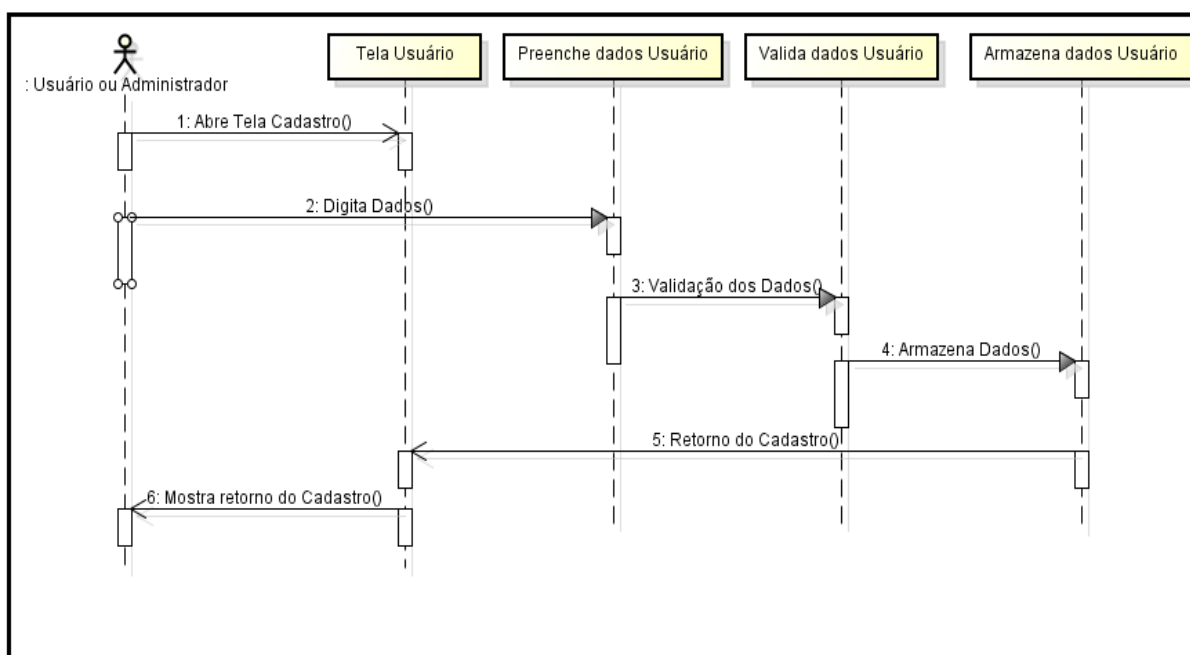 Tela Usuário
Preenche dados Usuário
Valida dados Usuário
Armazena dados Usuário
: Usuário ou Administrador
1: Abre Tela Cadastro()
2: Digita Dados()
3: Validação dos Dados()
4: Armazena Dados()
5: Retorno do Cadastro()
6: Mostra retorno do Cadastro()